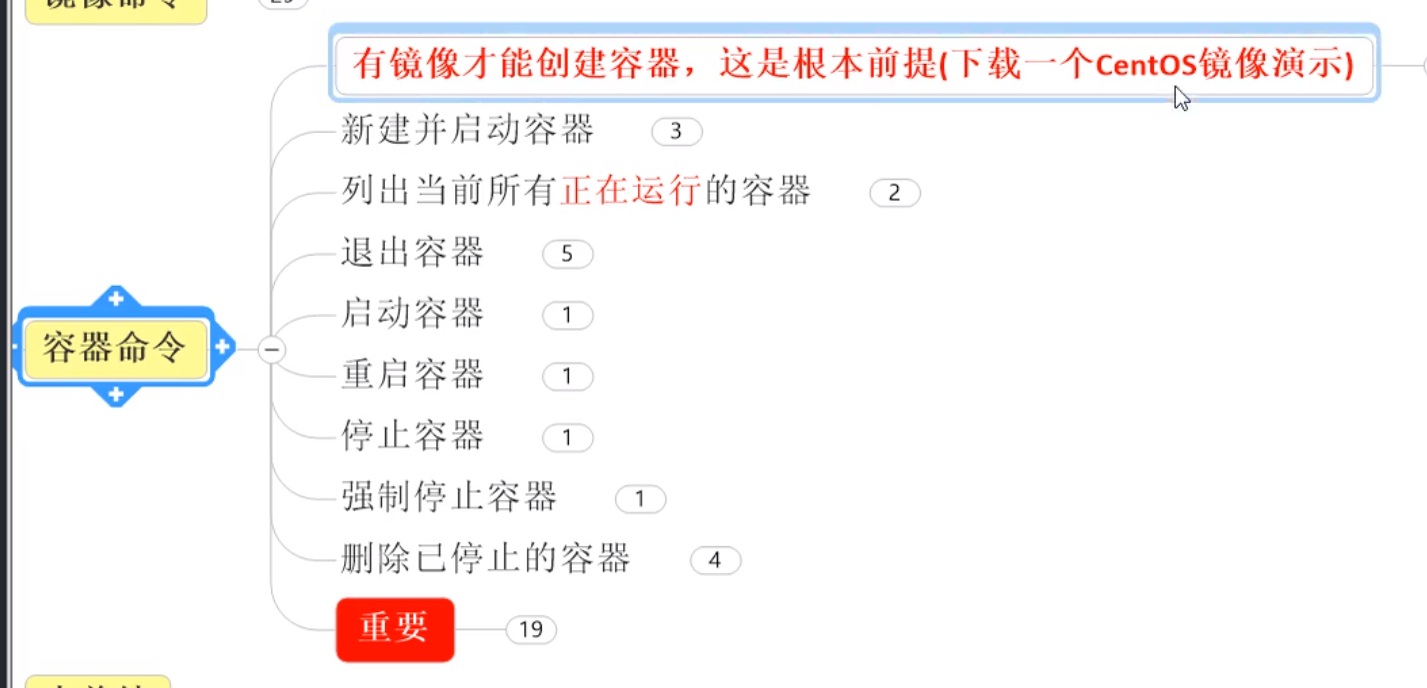 镜像命令
有镜像才能创建容器，这是根本前提(下载一个CentOS镜像演示)
新建并启动容器 3
列出当前所有正在运行的容器 2
退出容器 5
启动容器 1
容器命令
重启容器 1
停止容器 1
强制停止容器 1
删除已停止的容器 4
重要 19